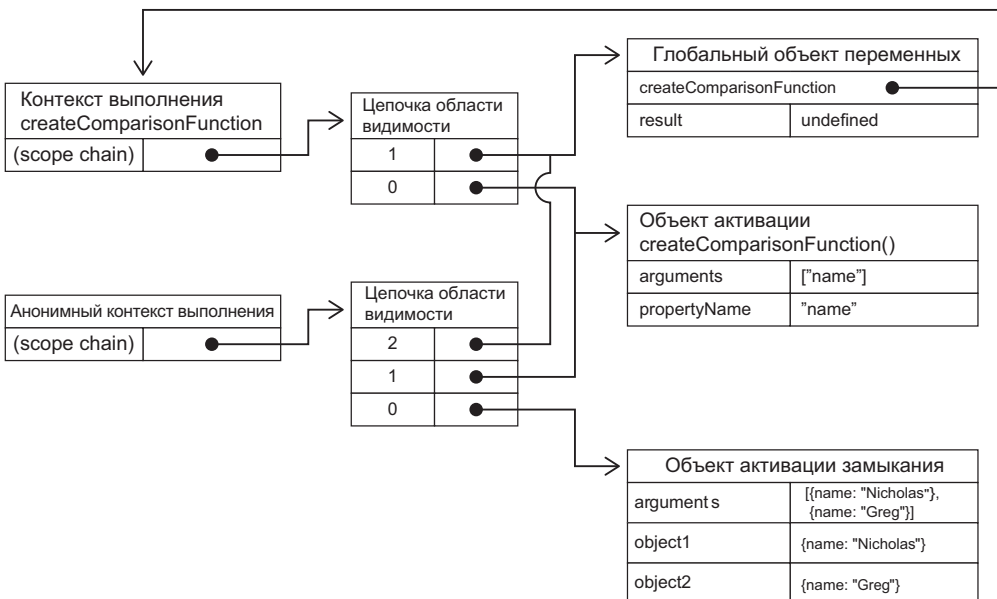 Глобальный объект переменных
createComparisonFunction
result undefined
Контекст выполнения
createComparisonFunction
(scope chain)
Цепочка области
видимости
1
0
Объект активации
createComparisonFunction()
arguments [”name”]
propertyName ”name”
Анонимный контекст выполнения
(scope chain)
Цепочка области
видимости
2
1
0
Объект активации замыкания
arguments [{name: "Nicholas"},
{name: "Greg"}]
object1 {name: "Nicholas"}
object2 {name: "Greg"}